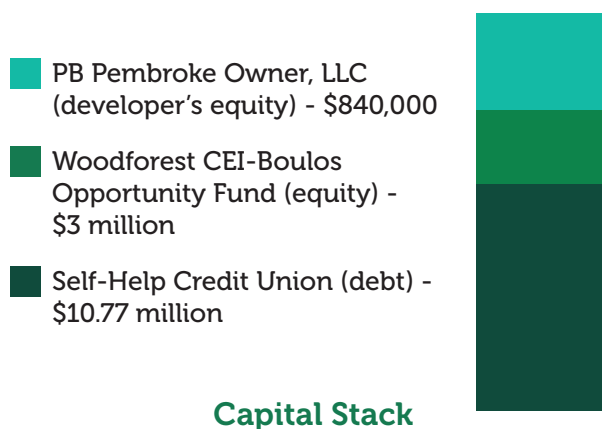 PB Pembroke Owner, LLC
(developer’s equity) - $840,000
Woodforest CEI-Boulos
Opportunity Fund (equity) -
$3 million
Self-Help Credit Union (debt) -
$10.77 million
Capital Stack